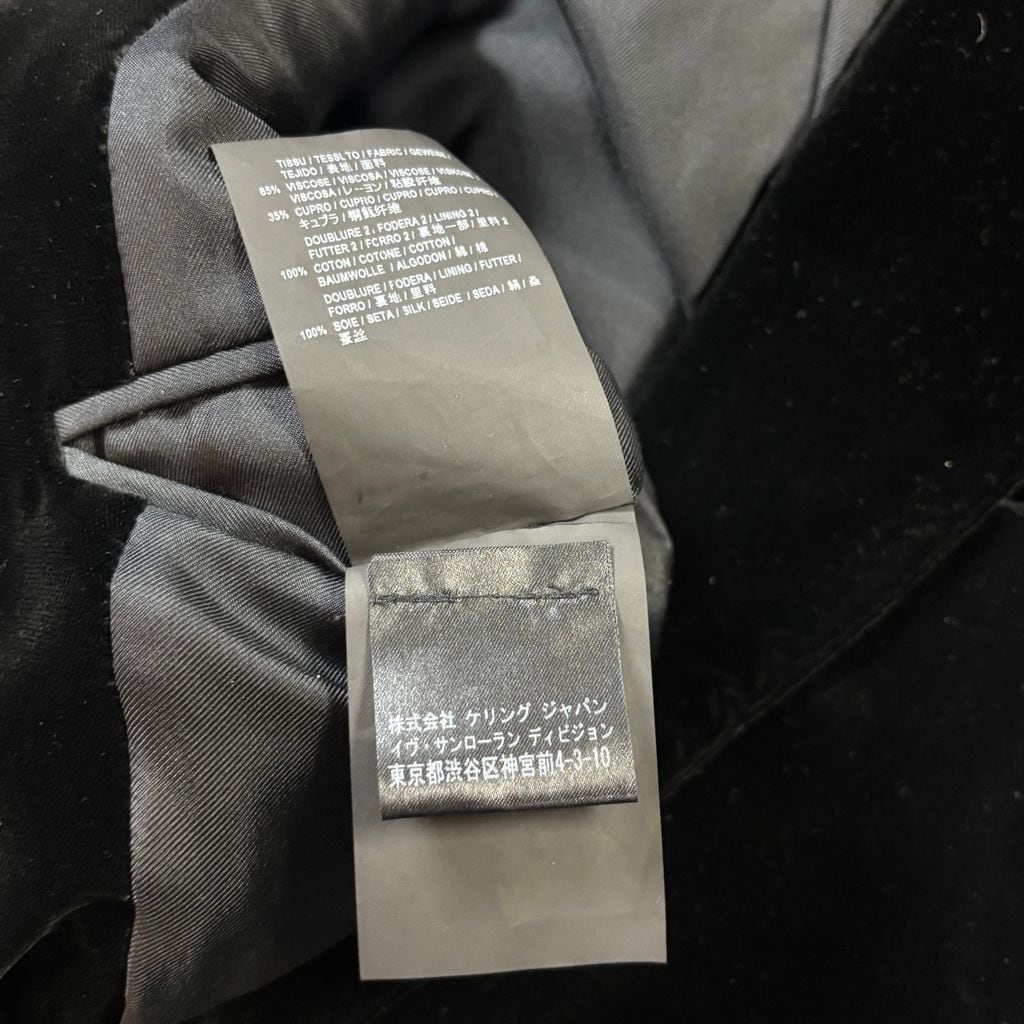 TISSU / TESSUTO / FABRIC / GEWEBE /
TEJIDO / 表地 / 面料
65% VISCOSE / VISCOSA / VISCOSE / VISKOSE /
VISCOSA / レーヨン / 粘胶纤维
35% CUPRO / CUPRO / CUPRO / CUPRO / CUPRO /
キュプラ / 铜氨纤维
DOUBLURE 2 / FODERA 2 / LINING 2 /
FUTTER 2 / FCRRO 2 / 裏地一部 / 里料 2
100% COTON / COTONE / COTTON /
BAUMWOLLE / ALGODON / 綿 / 棉
DOUBLURE / FODERA / LINING / FUTTER /
FORRO / 裏地 / 里料
100% SOIE / SETA / SILK / SEIDE / SEDA / 絹 / 桑
蚕丝
株式会社 ケリング ジャパン
イヴ・サンローラン ディビジョン
東京都渋谷区神宮前4-3-10